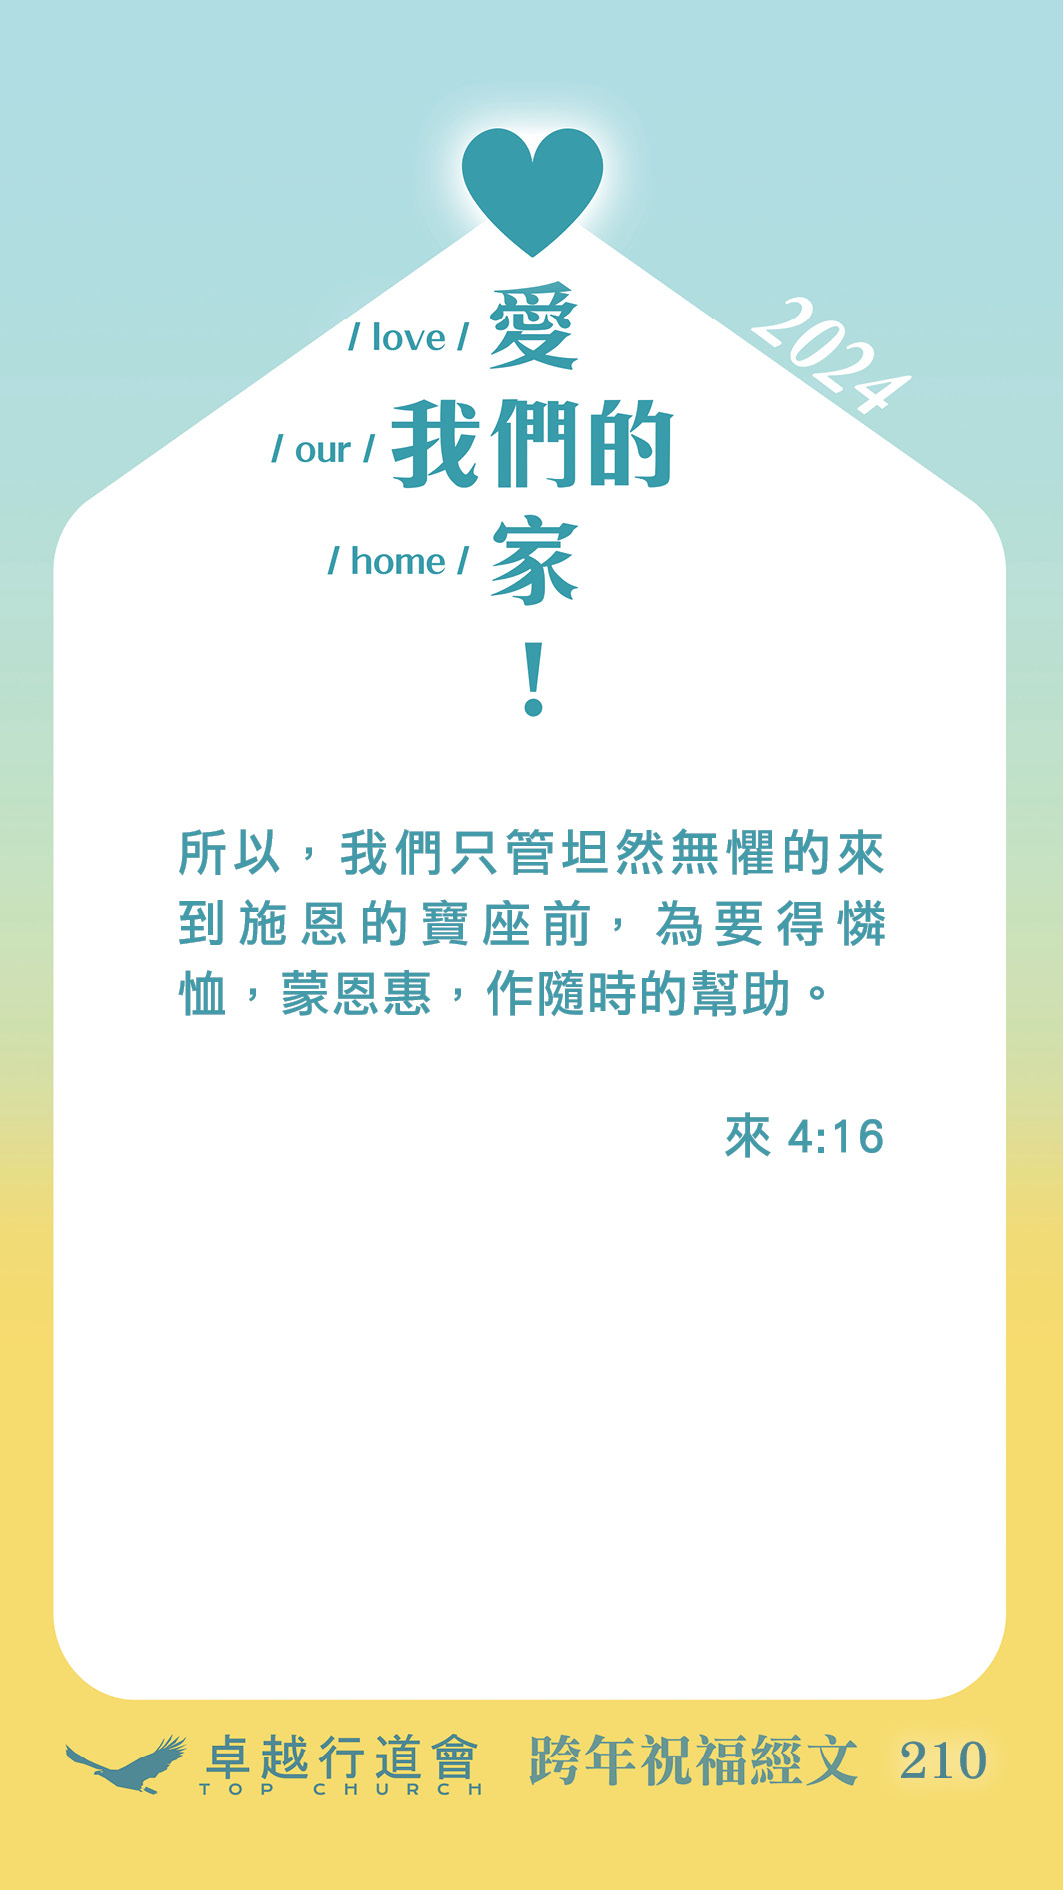 2024
/ love / 愛
/ our / 我們的
/ home / 家
!
所以，我們只管坦然無懼的來
到施恩的寶座前，為要得憐
恤，蒙恩惠，作隨時的幫助。
來 4:16
卓越行道會
TOP CHURCH
跨年祝福經文 210